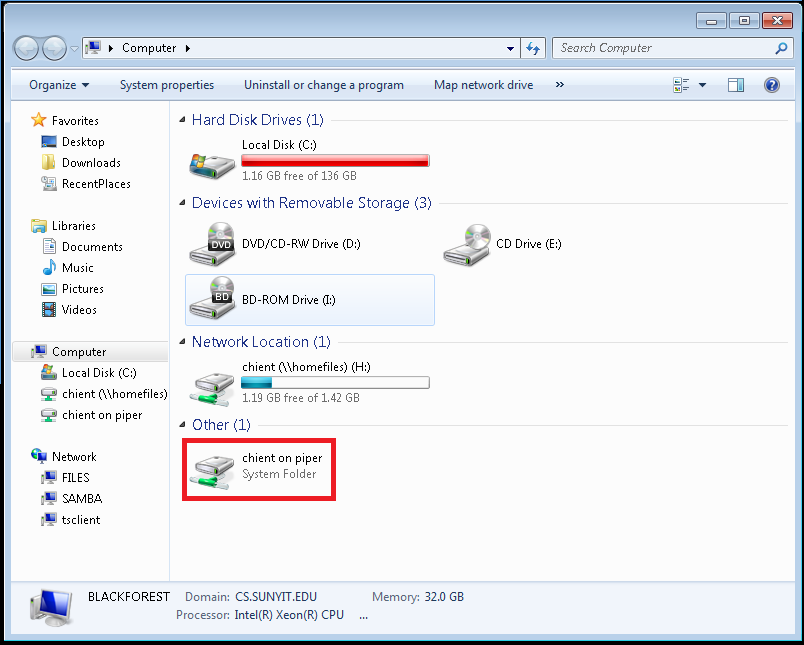 Computer
Search Computer
Organize
System properties
Uninstall or change a program
Map network drive
»
Favorites
Desktop
Downloads
RecentPlaces
Libraries
Documents
Music
Pictures
Videos
Computer
Local Disk (C:)
chient (\\homefiles)
chient on piper
Network
FILES
SAMBA
tsclient
Hard Disk Drives (1)
Local Disk (C:)
1.16 GB free of 136 GB
Devices with Removable Storage (3)
DVD
DVD/CD-RW Drive (D:)
CD Drive (E:)
BD
BD-ROM Drive (I:)
Network Location (1)
chient (\\homefiles) (H:)
1.19 GB free of 1.42 GB
Other (1)
chient on piper
System Folder
BLACKFOREST Domain: CS.SUNYIT.EDU Memory: 32.0 GB
Processor: Intel(R) Xeon(R) CPU ...